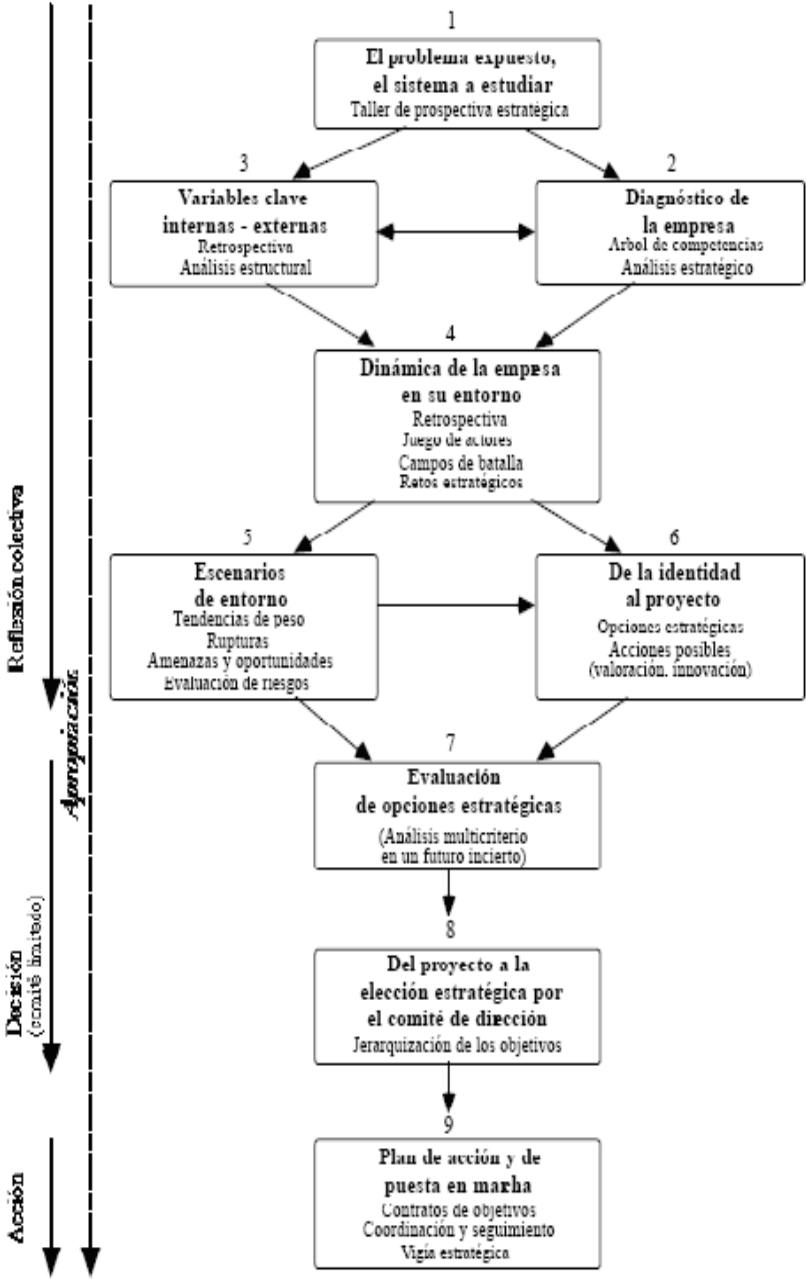 1
El problema expuesto,
el sistema a estudiar
Taller de prospectiva estratégica
3
Variables clave
internas - externas
Retrospectiva
Análisis estructural
2
Diagnóstico de
la empresa
Arbol de competencias
Análisis estratégico
4
Dinámica de la empresa
en su entorno
Retrospectiva
Juego de actores
Campos de batalla
Retos estratégicos
5
Escenarios
de entorno
Tendencias de peso
Rupturas
Amenazas y oportunidades
Evaluación de riesgos
6
De la identidad
al proyecto
Opciones estratégicas
Acciones posibles
(valoración, innovación)
7
Evaluación
de opciones estratégicas
(Análisis multicriterio
en un futuro incierto)
8
Del proyecto a la
elección estratégica por
el comité de dirección
Jerarquización de los objetivos
9
Plan de acción y de
puesta en marcha
Contratos de objetivos
Coordinación y seguimiento
Vigía estratégica
Reflexión colectiva
Apropiación
Decisión
(comité limitado)
Acción